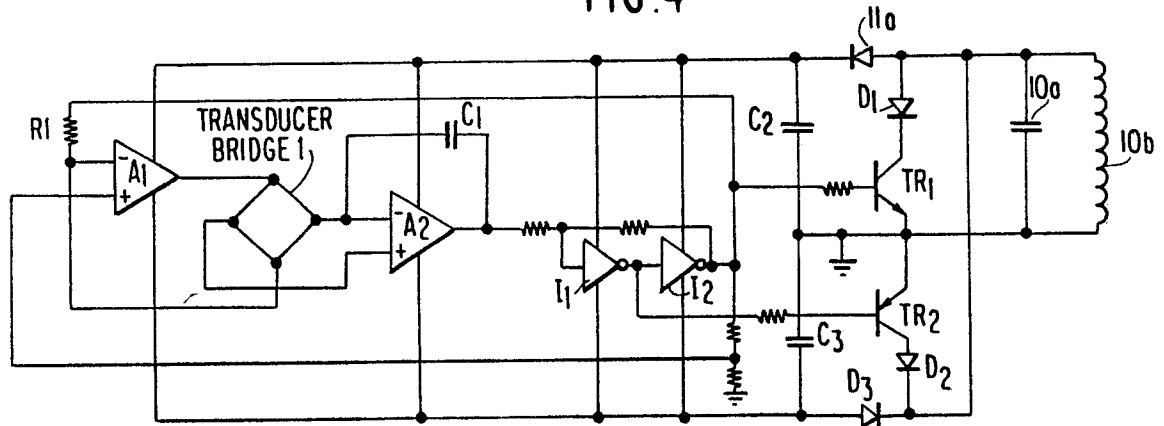 FIG.4
11a
R1
TRANSDUCER
BRIDGE 1
C1
C2
D1
10a
10b
-
A1
+
-
A2
+
TR1
I1
I2
TR2
C3
D2
D3